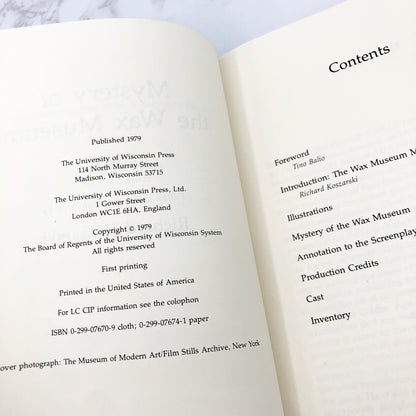 Published 1979
The University of Wisconsin Press
114 North Murray Street
Madison, Wisconsin 53715
The University of Wisconsin Press, Ltd.
1 Gower Street
London WC1E 6HA, England
Copyright © 1979
The Board of Regents of the University of Wisconsin System
All rights reserved
First printing
Printed in the United States of America
For LC CIP information see the colophon
ISBN 0-299-07670-9 cloth; 0-299-07674-1 paper
over photograph: The Museum of Modern Art/Film Stills Archive, New York
Contents
Foreword
Tino Balio
Introduction: The Wax Museum M
Richard Koszarski
Illustrations
Mystery of the Wax Museum
Annotation to the Screenplay
Production Credits
Cast
Inventory